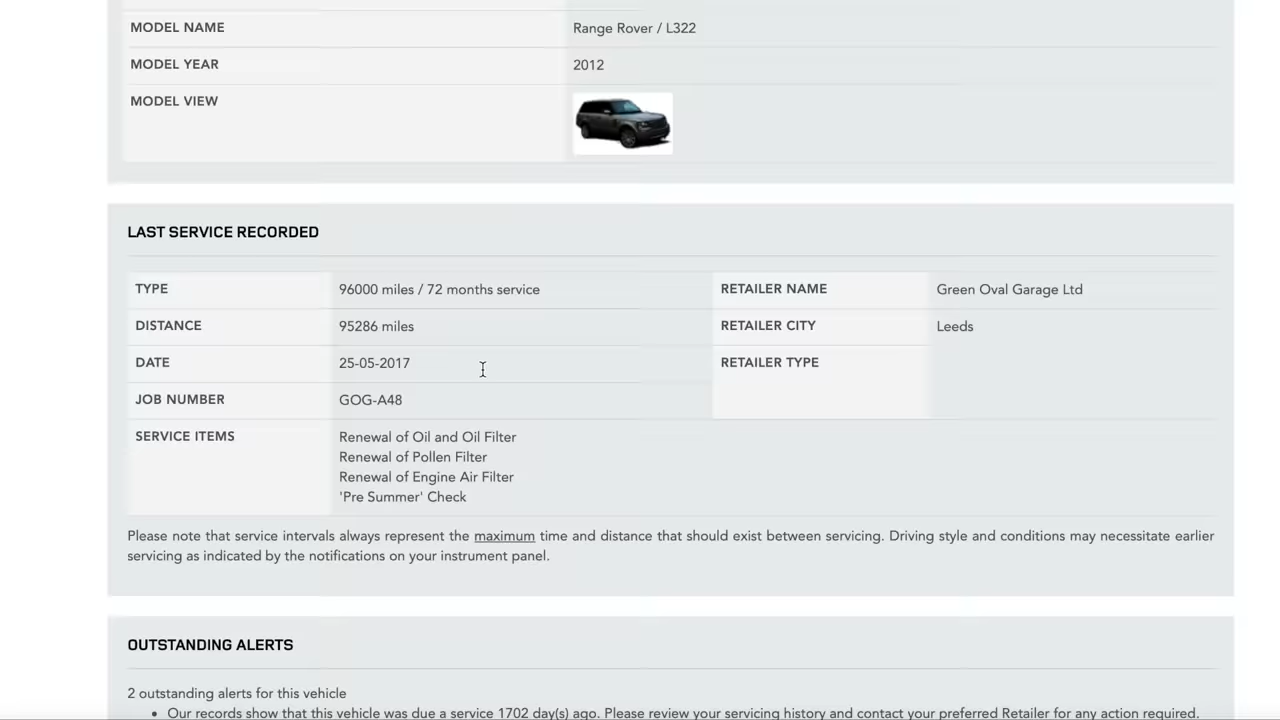 MODEL NAME Range Rover / L322
MODEL YEAR 2012
MODEL VIEW
LAST SERVICE RECORDED
TYPE 96000 miles / 72 months service RETAILER NAME Green Oval Garage Ltd
DISTANCE 95286 miles RETAILER CITY Leeds
DATE 25-05-2017 RETAILER TYPE
JOB NUMBER GOG-A48
SERVICE ITEMS Renewal of Oil and Oil Filter
Renewal of Pollen Filter
Renewal of Engine Air Filter
'Pre Summer' Check
Please note that service intervals always represent the maximum time and distance that should exist between servicing. Driving style and conditions may necessitate earlier
servicing as indicated by the notifications on your instrument panel.
OUTSTANDING ALERTS
2 outstanding alerts for this vehicle
• Our records show that this vehicle was due a service 1702 day(s) ago. Please review your servicing history and contact your preferred Retailer for any action required.